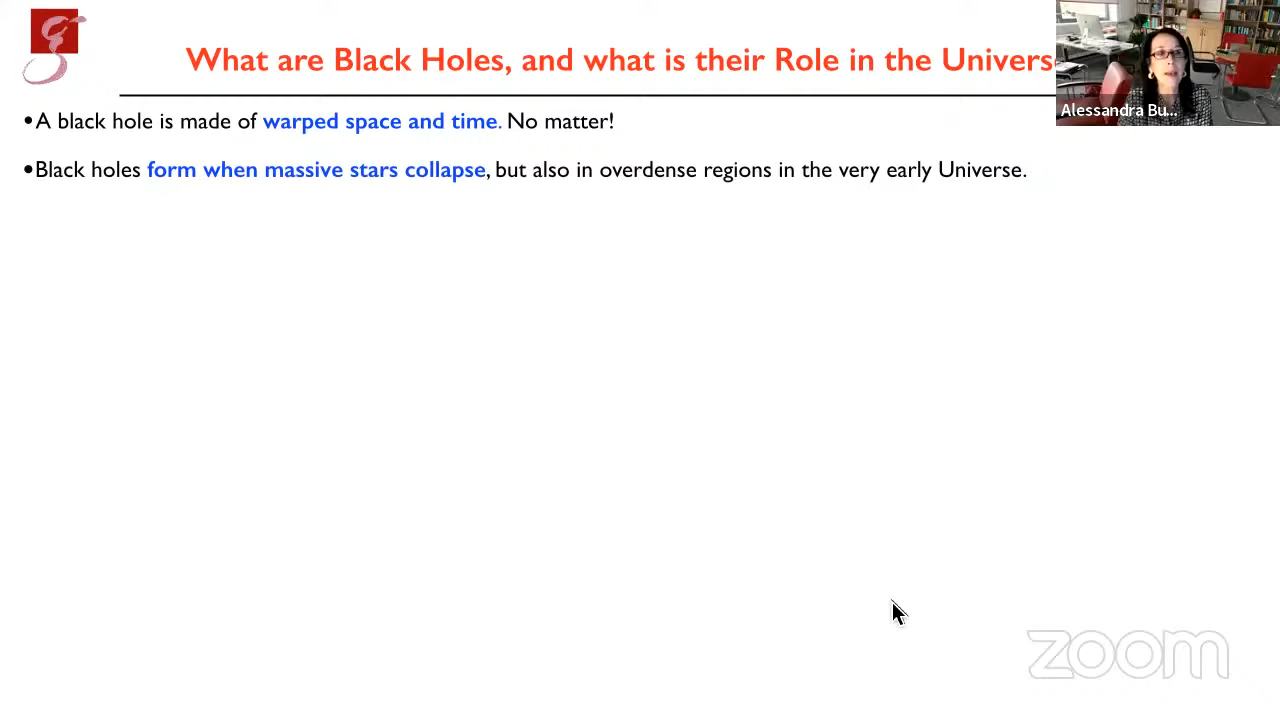 What are Black Holes, and what is their Role in the Univers
Alessandra Bu...
•A black hole is made of warped space and time. No matter!
•Black holes form when massive stars collapse, but also in overdense regions in the very early Universe.
zoom